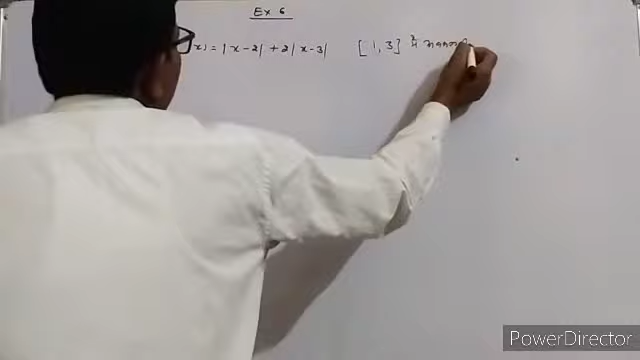 Ex 6
x) = |x-2| + 2|x-3| [1,3] में
PowerDirector